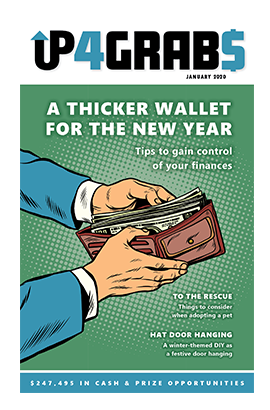 UP4GRAB$
JANUARY 2020
A THICKER WALLET
FOR THE NEW YEAR
Tips to gain control
of your finances
TO THE RESCUE
Things to consider
when adopting a pet
HAT DOOR HANGING
A winter-themed DIY as
a festive door hanging
$247,495 IN CASH & PRIZE OPPORTUNITIES